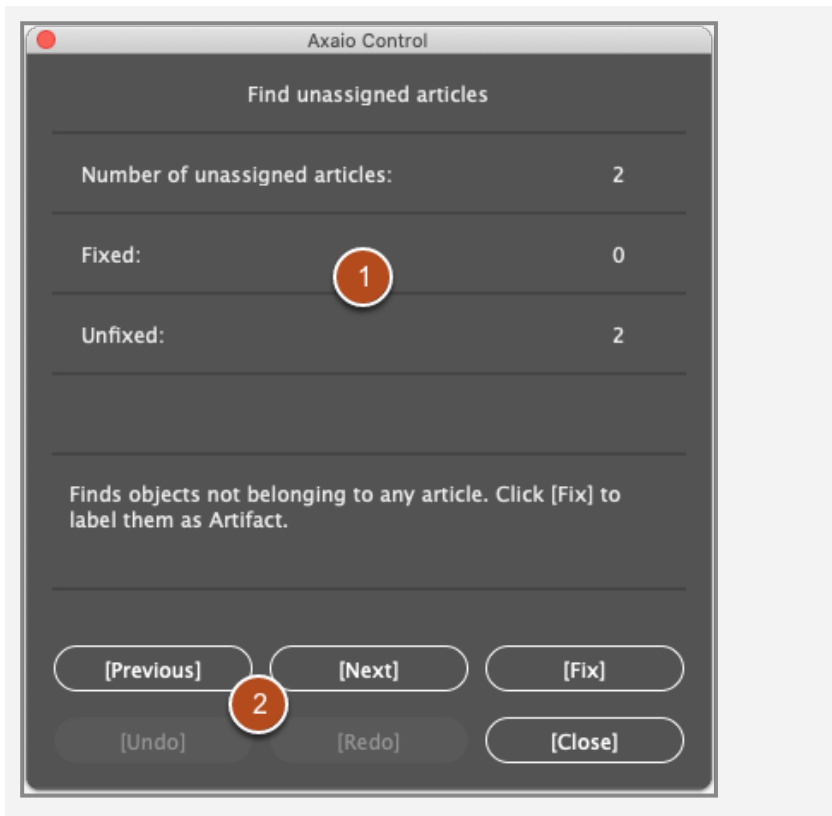 Axaio Control
Find unassigned articles
Number of unassigned articles: 2
Fixed: 0
1
Unfixed: 2
Finds objects not belonging to any article. Click [Fix] to
label them as Artifact.
[Previous] [Next] [Fix]
2
[Undo] [Redo] [Close]